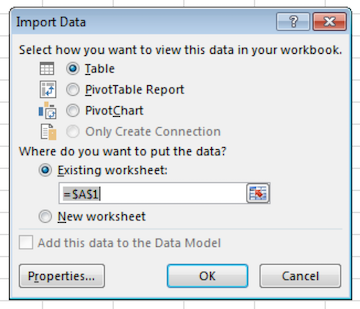 Import Data
Select how you want to view this data in your workbook.
Table
PivotTable Report
PivotChart
Only Create Connection
Where do you want to put the data?
Existing worksheet:
=$A$1
New worksheet
Add this data to the Data Model
Properties... OK Cancel